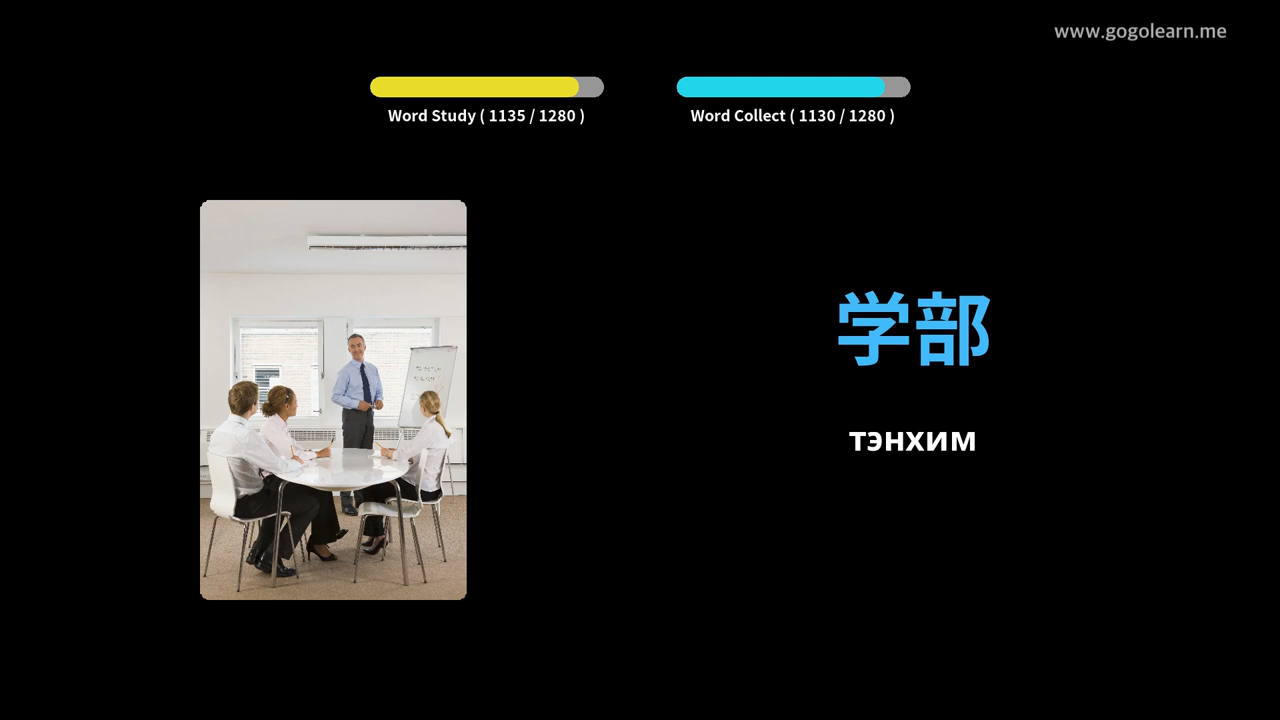 www.gogolearn.me
Word Study ( 1135 / 1280 )
Word Collect ( 1130 / 1280 )
学部
тэнхим